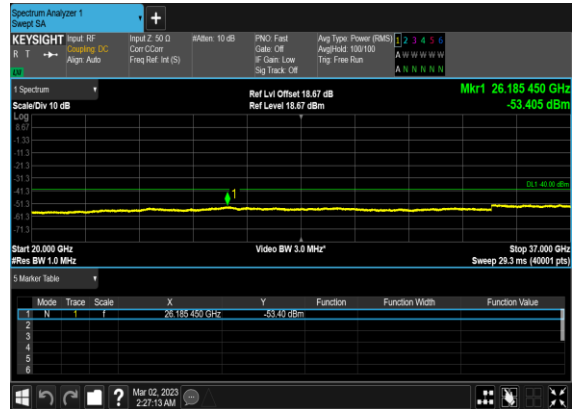 Spectrum Analyzer 1
Swept SA
+
KEYSIGHT Input: RF Input Z: 50 Ω #Atten: 10 dB PNO: Fast Avg Type: Power (RMS) 1 2 3 4 5 6
R T Coupling: DC Corr CCorr Gate: Off Avg|Hold: 100/100 A W W W W W
Align: Auto Freq Ref: Int (S) IF Gain: Low Trig: Free Run A N N N N N
Sig Track: Off
1 Spectrum Ref Lvl Offset 18.67 dB Mkr1 26.185 450 GHz
Scale/Div 10 dB Ref Level 18.67 dBm -53.405 dBm
Log
8.67
-1.33
-11.3
-21.3
-31.3
DL1 -40.00 dBm
-41.3
1
-51.3
-61.3
-71.3
Start 20.000 GHz Video BW 3.0 MHz* Stop 37.000 GHz
#Res BW 1.0 MHz Sweep 29.3 ms (40001 pts)
5 Marker Table
Mode Trace Scale X Y Function Function Width Function Value
1 N 1 f 26.185 450 GHz -53.40 dBm
2
3
4
5
6
? Mar 02, 2023
2:27:13 AM